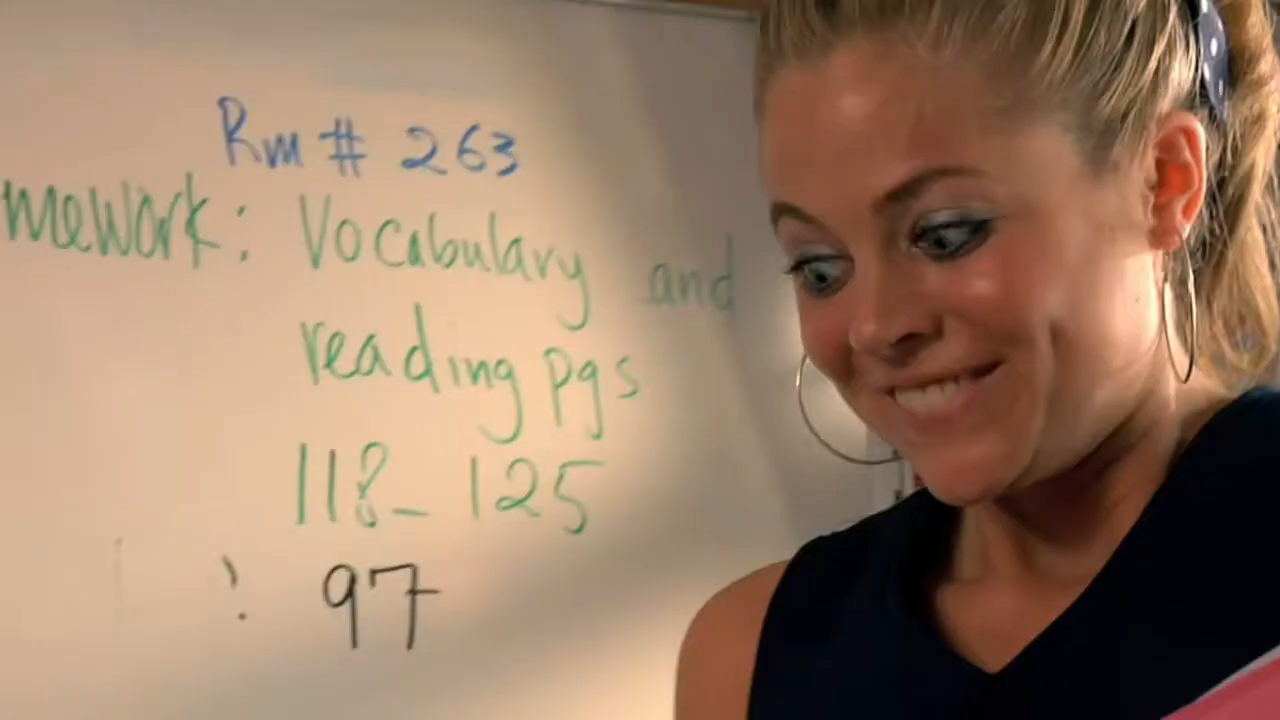 Rm # 263
mework: Vocabulary and
reading pgs
118-125
: 97